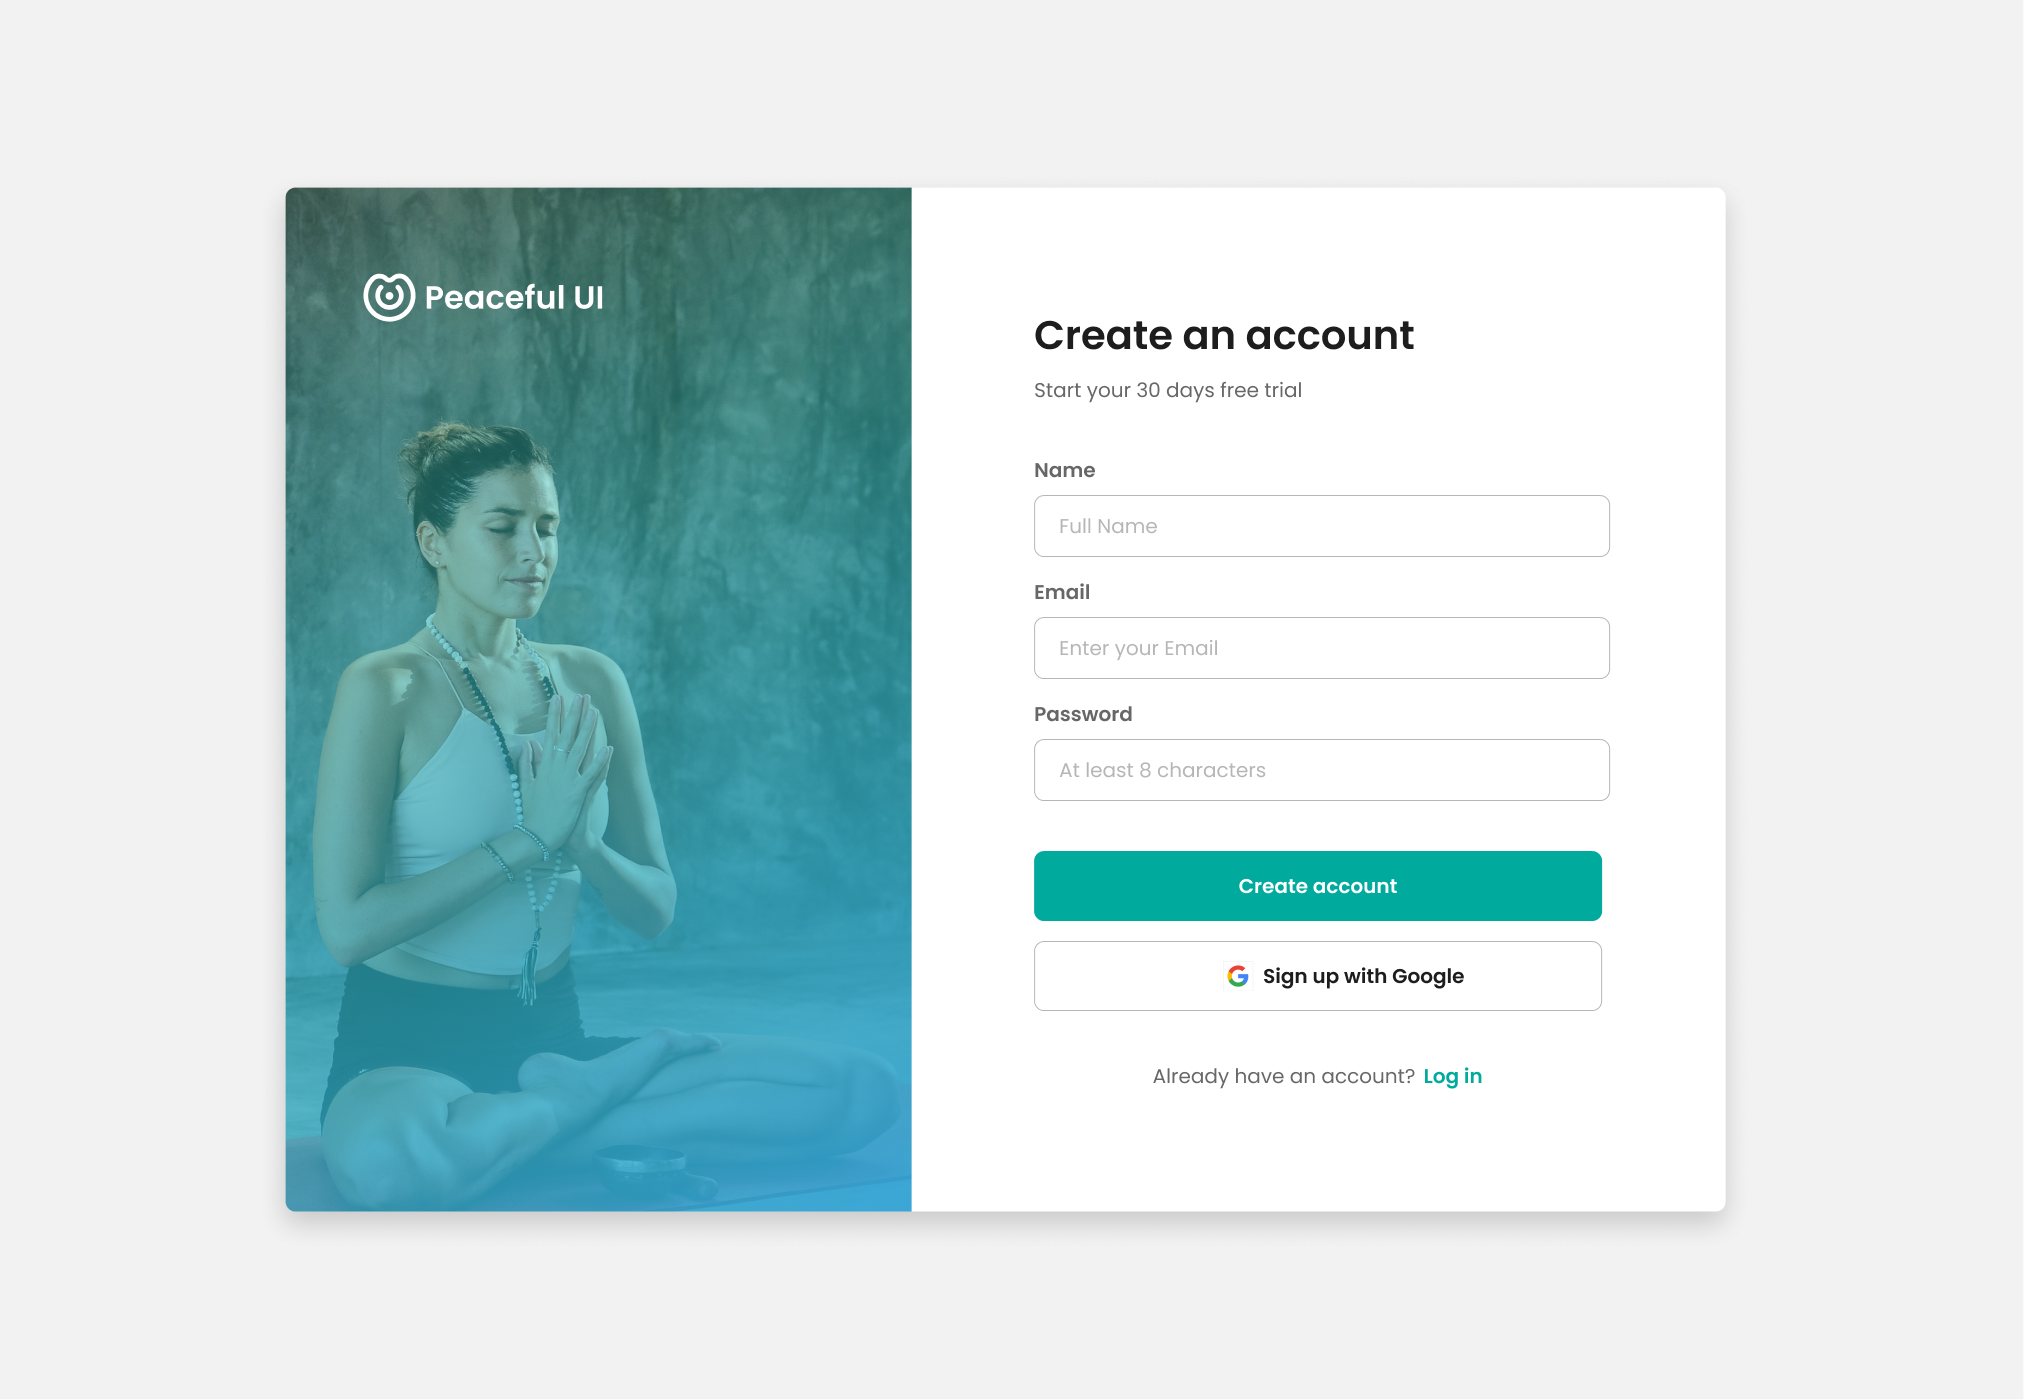 Peaceful UI
Create an account
Start your 30 days free trial
Name
Full Name
Email
Enter your Email
Password
At least 8 characters
Create account
Sign up with Google
Already have an account? Log in